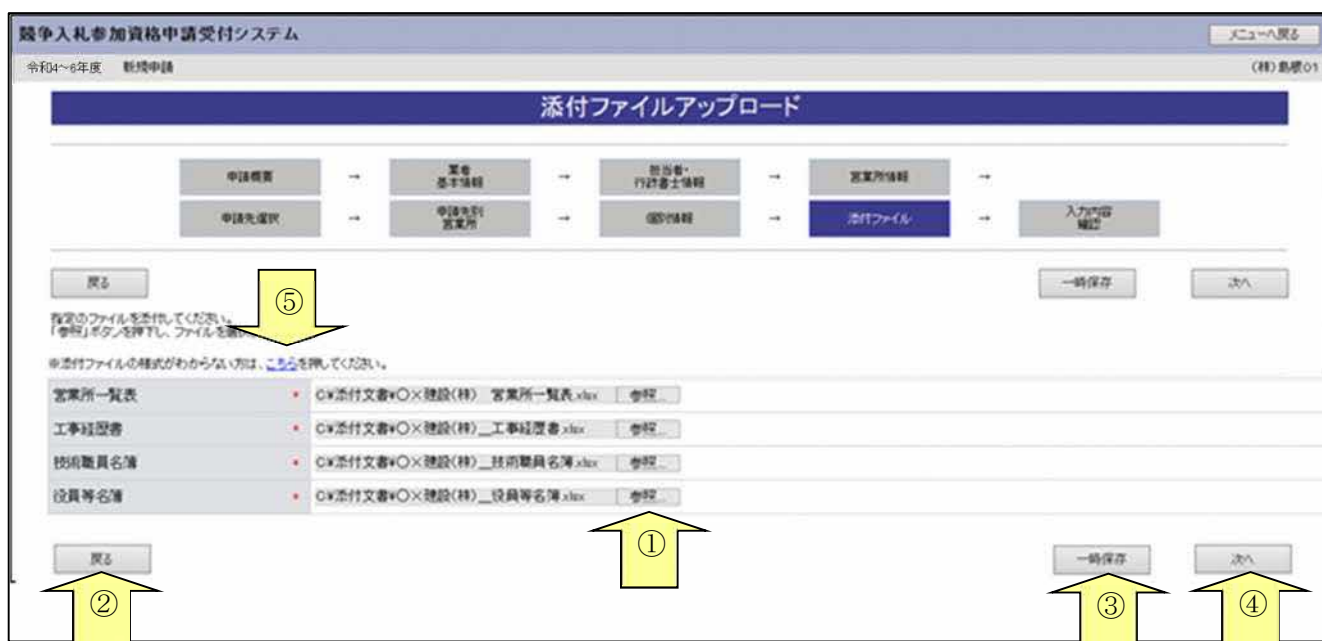 競争入札参加資格申請受付システム
メニューへ戻る
令和04~6年度 新規申請
(株)島根01
添付ファイルアップロード
申請概要 → 業者基本情報 → 担当者・行政書士情報 → 営業所情報 →
申請先選択 → 申請先別営業所 → 個別情報 → 添付ファイル → 入力内容確認
戻る
一時保存
次へ
⑤
指定のファイルを添付してください。
「参照」ボタンを押下し、ファイルを選
※添付ファイルの様式がわからない方は、こちらを押してください。
営業所一覧表 * C¥添付文書¥○×建設(株)__営業所一覧表.xlsx 参照...
工事経歴書 * C¥添付文書¥○×建設(株)__工事経歴書.xlsx 参照...
技術職員名簿 * C¥添付文書¥○×建設(株)__技術職員名簿.xlsx 参照...
役員等名簿 * C¥添付文書¥○×建設(株)__役員等名簿.xlsx 参照...
①
戻る
一時保存
次へ
②
③
④